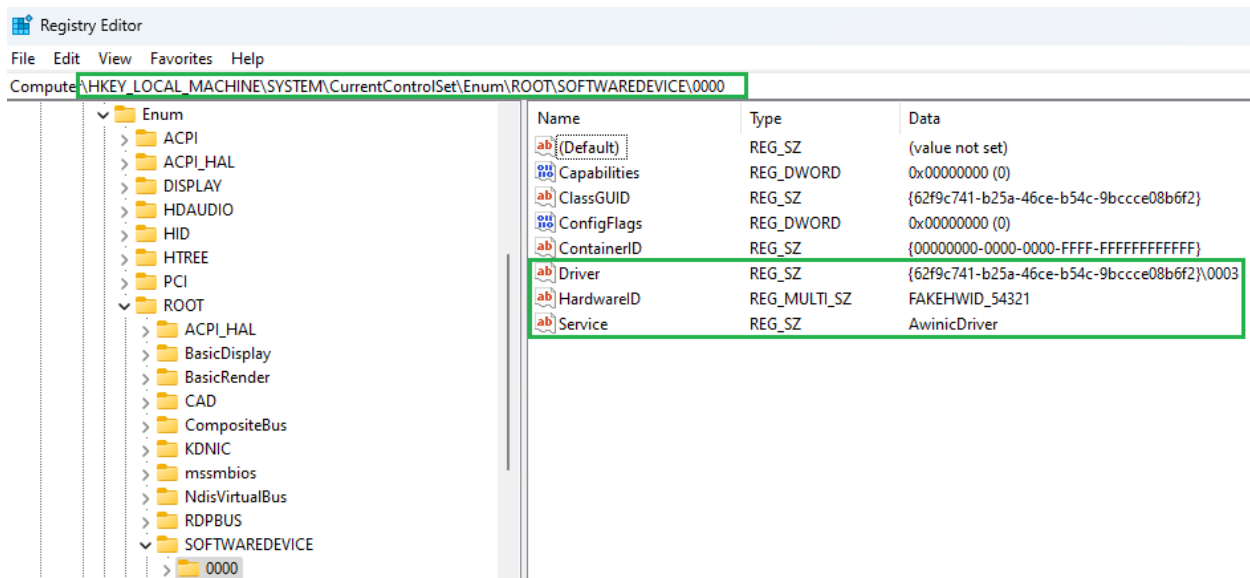 Registry Editor
File Edit View Favorites Help
Compute\HKEY_LOCAL_MACHINE\SYSTEM\CurrentControlSet\Enum\ROOT\SOFTWAREDEVICE\0000
Enum
ACPI
ACPI_HAL
DISPLAY
HDAUDIO
HID
HTREE
PCI
ROOT
ACPI_HAL
BasicDisplay
BasicRender
CAD
CompositeBus
KDNIC
mssmbios
NdisVirtualBus
RDPBUS
SOFTWAREDEVICE
0000
Name Type Data
(Default) REG_SZ (value not set)
Capabilities REG_DWORD 0x00000000 (0)
ClassGUID REG_SZ {62f9c741-b25a-46ce-b54c-9bccce08b6f2}
ConfigFlags REG_DWORD 0x00000000 (0)
ContainerID REG_SZ {00000000-0000-0000-FFFF-FFFFFFFFFFFF}
Driver REG_SZ {62f9c741-b25a-46ce-b54c-9bccce08b6f2}\0003
HardwareID REG_MULTI_SZ FAKEHWID_54321
Service REG_SZ AwinicDriver